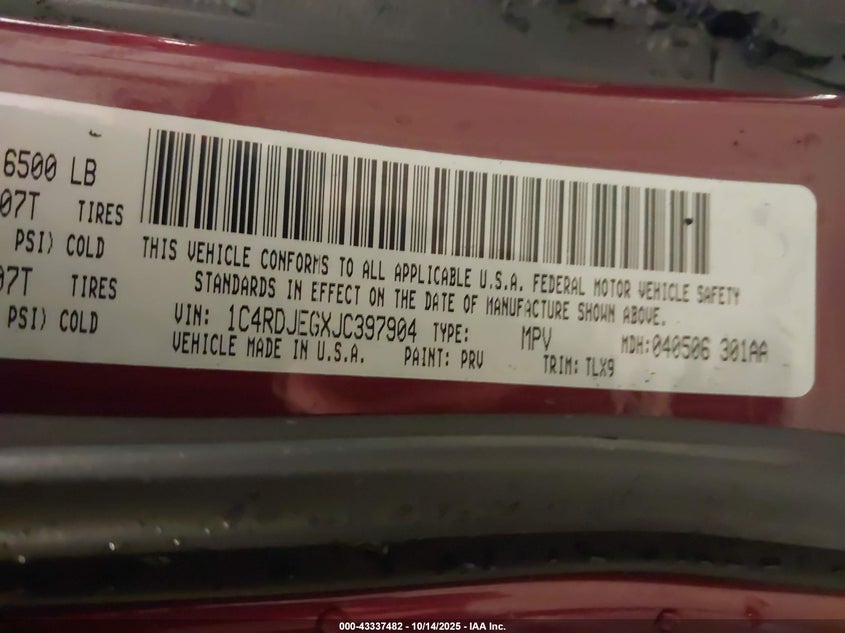 6500 LB
07T TIRES
PSI) COLD
07T TIRES
PSI) COLD
THIS VEHICLE CONFORMS TO ALL APPLICABLE U.S.A. FEDERAL MOTOR VEHICLE SAFETY
STANDARDS IN EFFECT ON THE DATE OF MANUFACTURE SHOWN ABOVE.
VIN: 1C4RDJEGXJC397904 TYPE: MPV MDH: 040506 301AA
VEHICLE MADE IN U.S.A. PAINT: PRV TRIM: TLX9
000-43337482 - 10/14/2025 - IAA Inc.